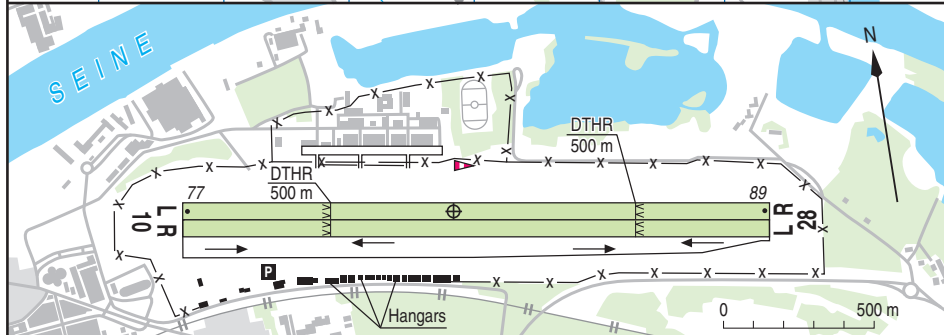 SEINE
N
DTHR
500 m
DTHR
500 m
77
89
L R
10
L R
28
P
Hangars
0 500 m